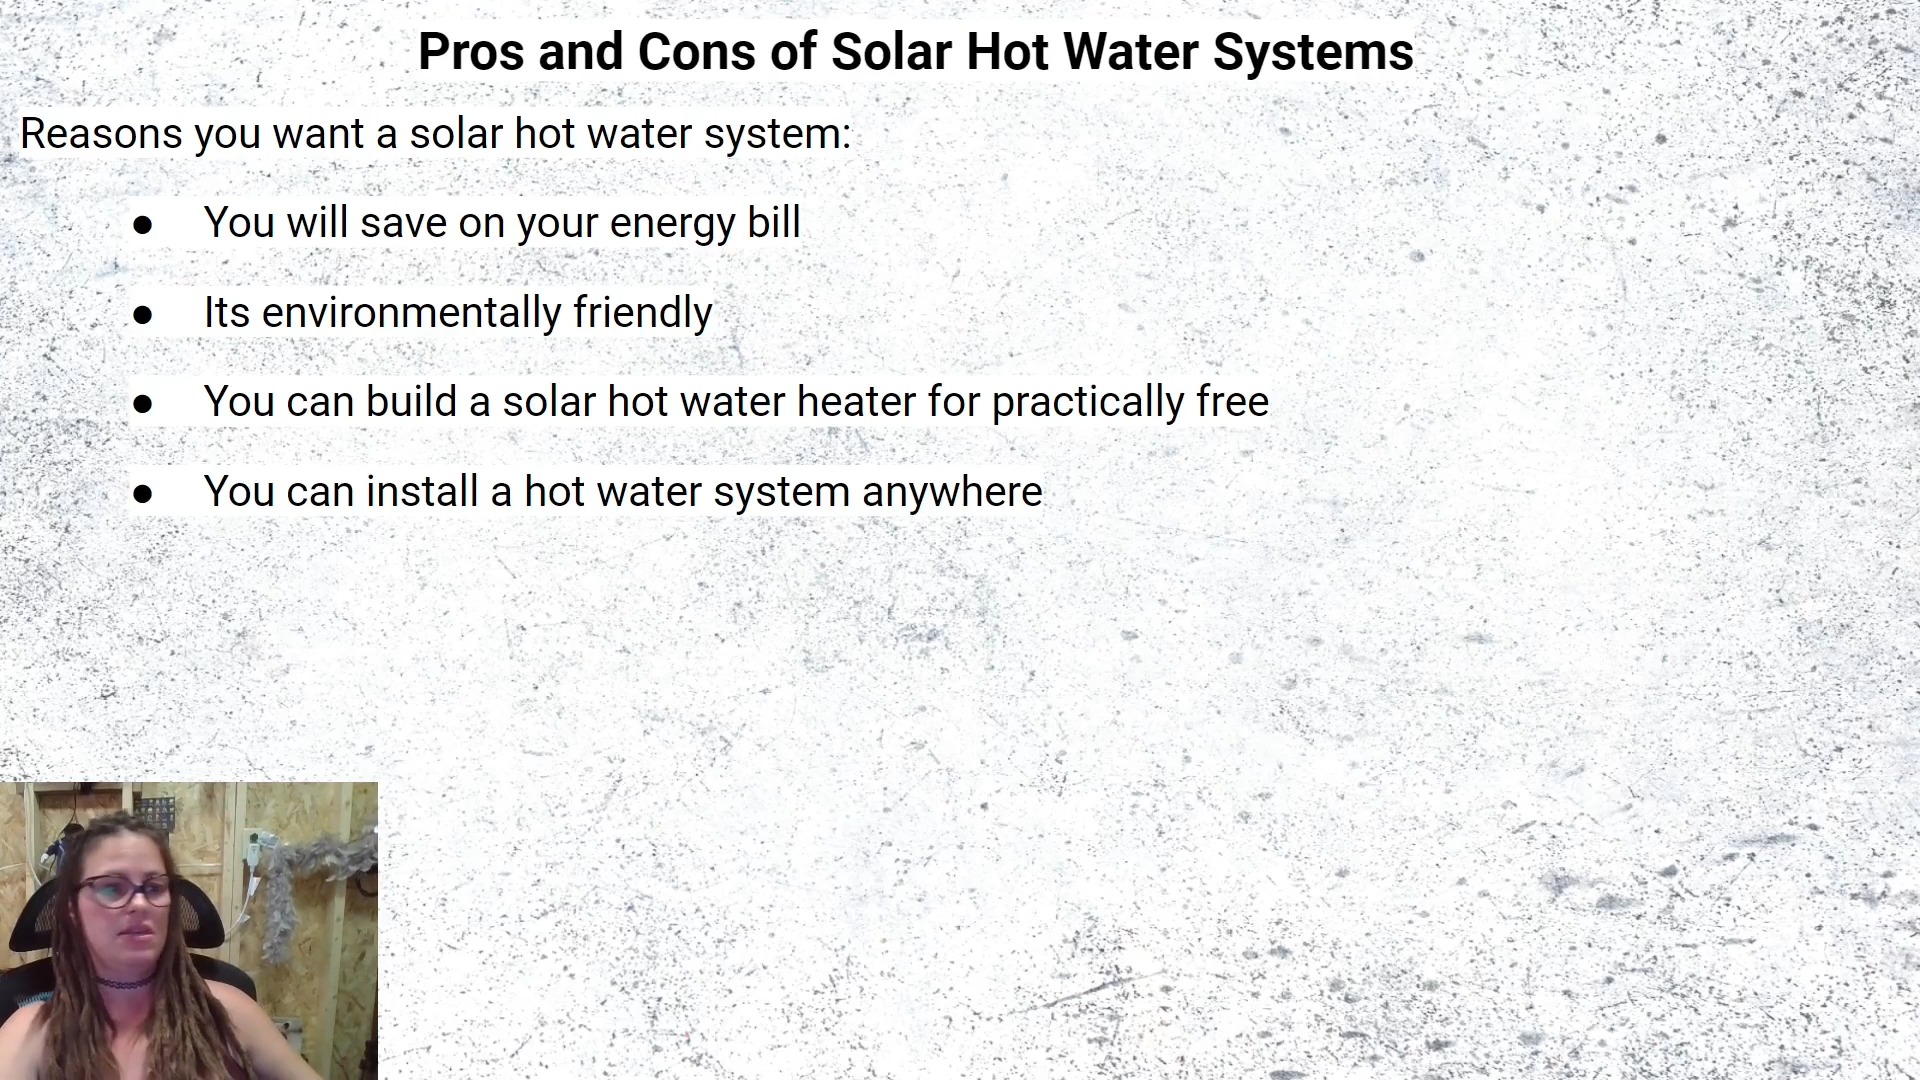 Pros and Cons of Solar Hot Water Systems
Reasons you want a solar hot water system:
● You will save on your energy bill
● Its environmentally friendly
● You can build a solar hot water heater for practically free
● You can install a hot water system anywhere